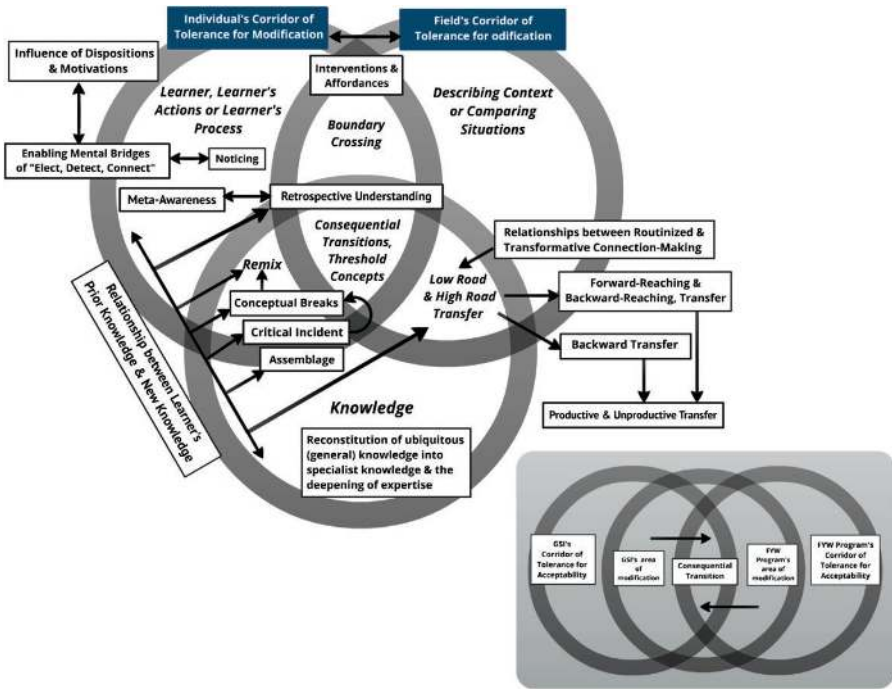 Individual's Corridor of
Tolerance for Modification
Field's Corridor of
Tolerance for odification
Influence of Dispositions
& Motivations
Interventions &
Affordances
Learner, Learner's
Actions or Learner's
Process
Describing Context
or Comparing
Situations
Boundary
Crossing
Enabling Mental Bridges
of "Elect, Detect, Connect"
Noticing
Meta-Awareness
Retrospective Understanding
Consequential
Transitions,
Threshold
Concepts
Relationships between Routinized &
Transformative Connection-Making
Remix
Low Road
& High Road
Transfer
Forward-Reaching &
Backward-Reaching, Transfer
Conceptual Breaks
Critical Incident
Assemblage
Backward Transfer
Relationship between Learner's
Prior Knowledge & New Knowledge
Knowledge
Productive & Unproductive Transfer
Reconstitution of ubiquitous
(general) knowledge into
specialist knowledge & the
deepening of expertise
GSI's
Corridor of
Tolerance for
Acceptability
GSI's area
of
modification
Consequential
Transition
FYW
Program's
area of
modification
FYW Program's
Corridor of
Tolerance for
Acceptability